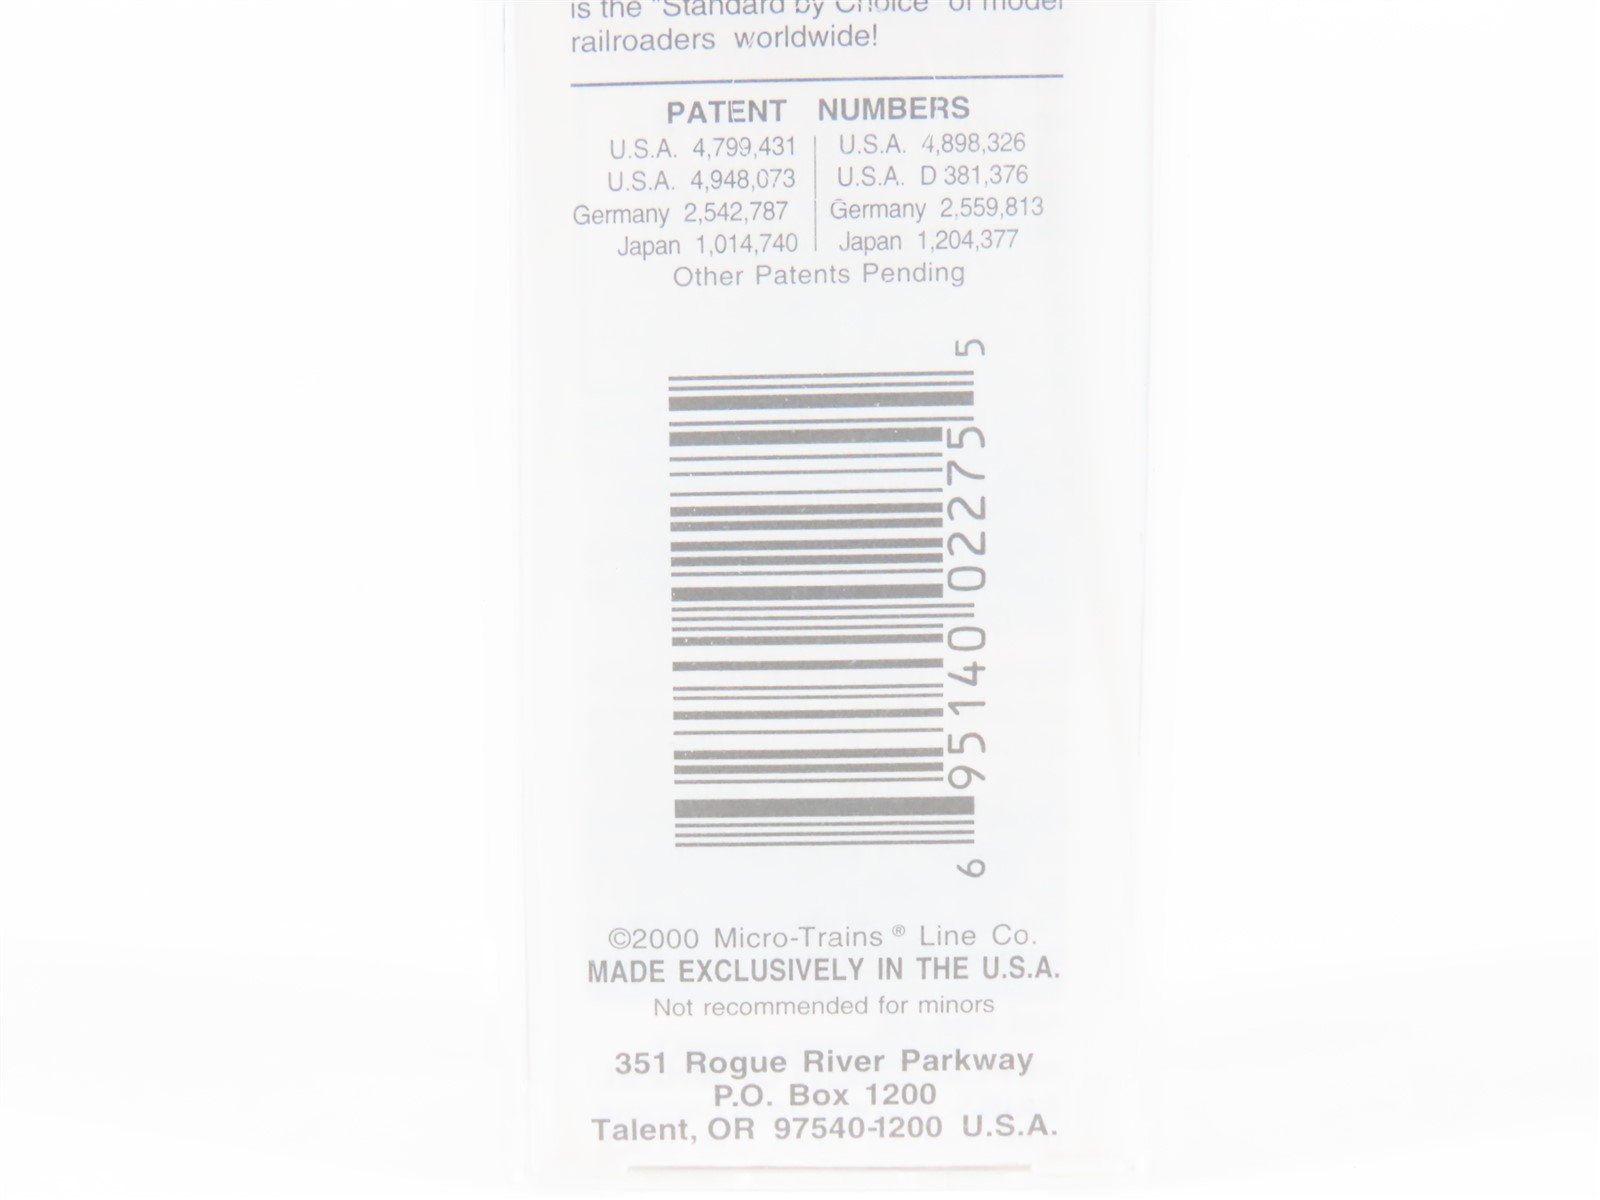 is the "Standard by Choice" of model
railroaders worldwide!
PATENT NUMBERS
U.S.A. 4,799,431 | U.S.A. 4,898,326
U.S.A. 4,948,073 | U.S.A. D 381,376
Germany 2,542,787 | Germany 2,559,813
Japan 1,014,740 | Japan 1,204,377
Other Patents Pending
6 95140 02275 5
©2000 Micro-Trains® Line Co.
MADE EXCLUSIVELY IN THE U.S.A.
Not recommended for minors
351 Rogue River Parkway
P.O. Box 1200
Talent, OR 97540-1200 U.S.A.